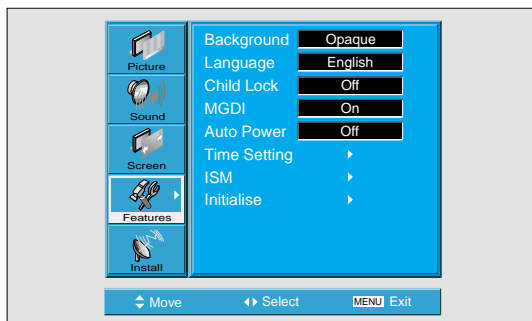 Picture
Sound
Screen
Features
Install
Background Opaque
Language English
Child Lock Off
MGDI On
Auto Power Off
Time Setting
ISM
Initialise
Move Select MENU Exit